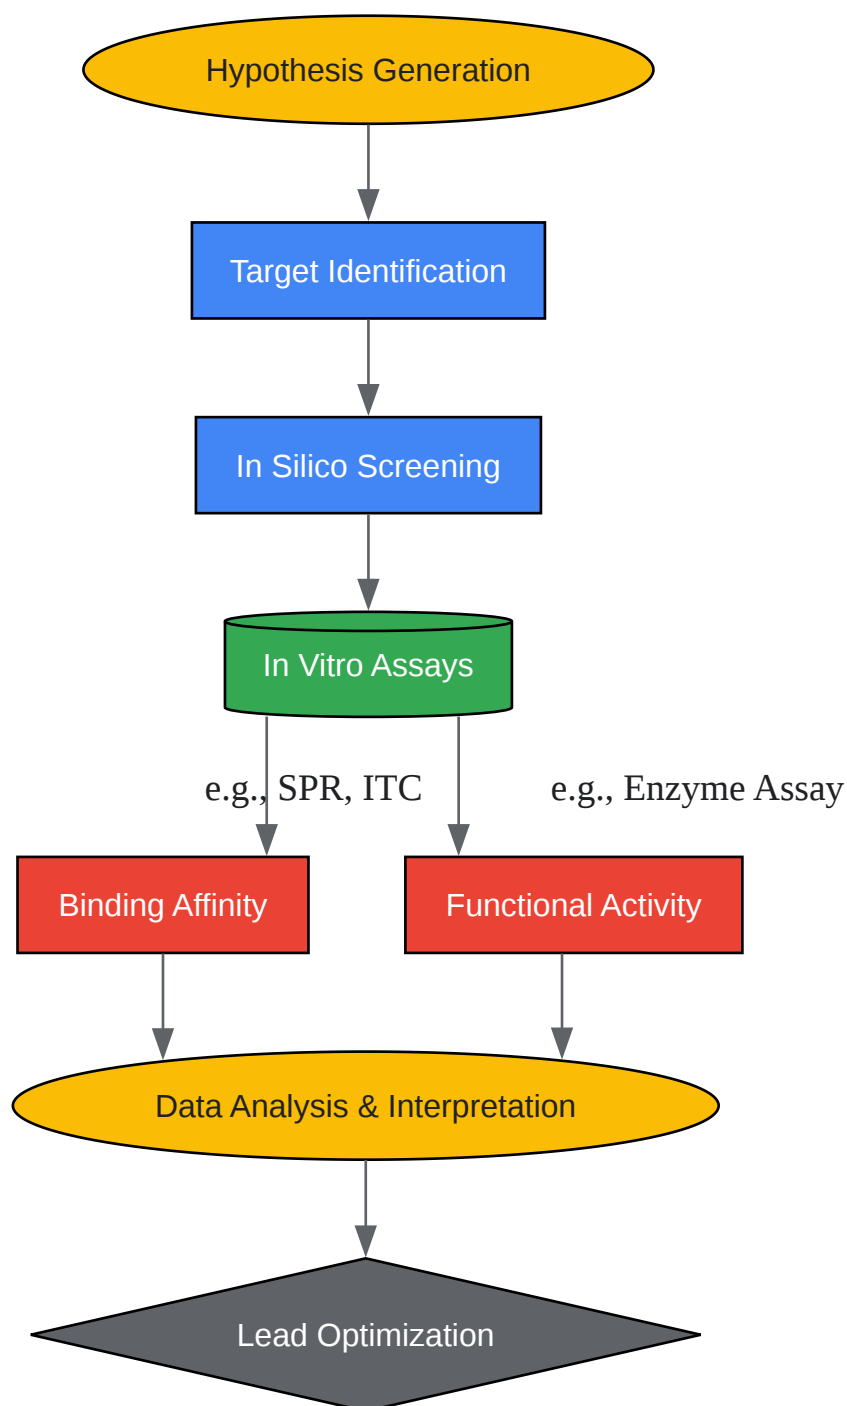 Hypothesis Generation
Target Identification
In Silico Screening
In Vitro Assays
e.g., SPR, ITC
e.g., Enzyme Assay
Binding Affinity
Functional Activity
Data Analysis & Interpretation
Lead Optimization